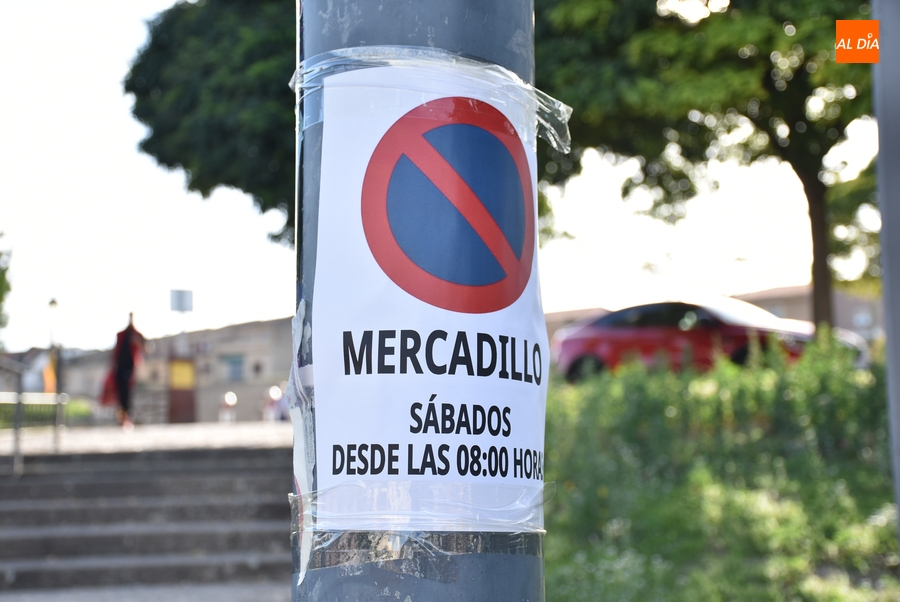 AL DÍA
MERCADILLO
SÁBADOS
DESDE LAS 08:00 HORAS